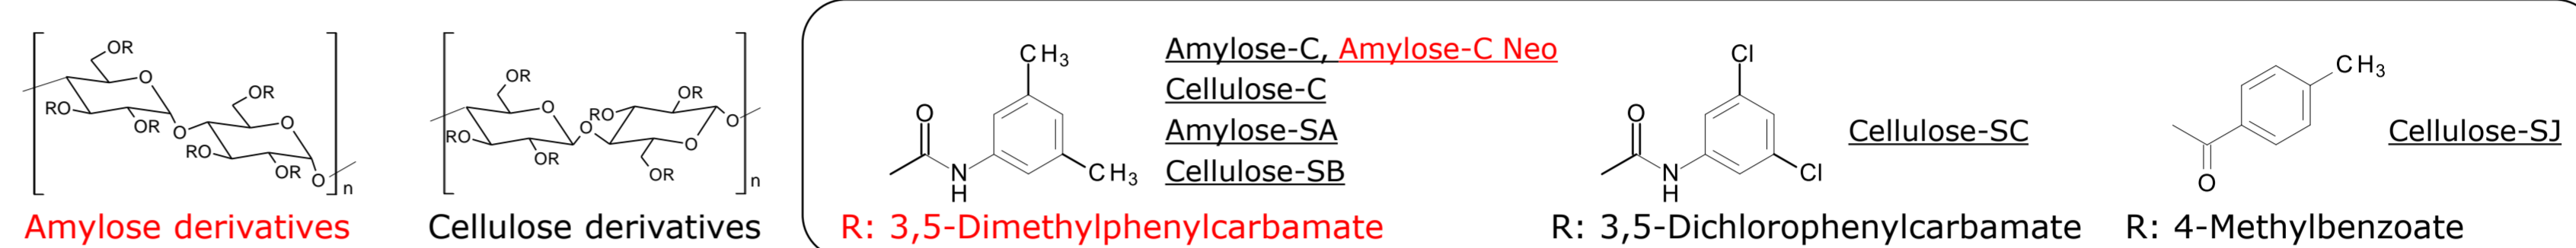 OR
O
RO
OR
O
OR
O
RO
OR
O
n
Amylose derivatives
OR
O
RO
OR
O
RO
OR
O
O
OR
n
Cellulose derivatives
CH3
O
N
H
CH3
Amylose-C, Amylose-C Neo
Cellulose-C
Amylose-SA
Cellulose-SB
R: 3,5-Dimethylphenylcarbamate
Cl
O
N
H
Cl
Cellulose-SC
R: 3,5-Dichlorophenylcarbamate
CH3
O
Cellulose-SJ
R: 4-Methylbenzoate